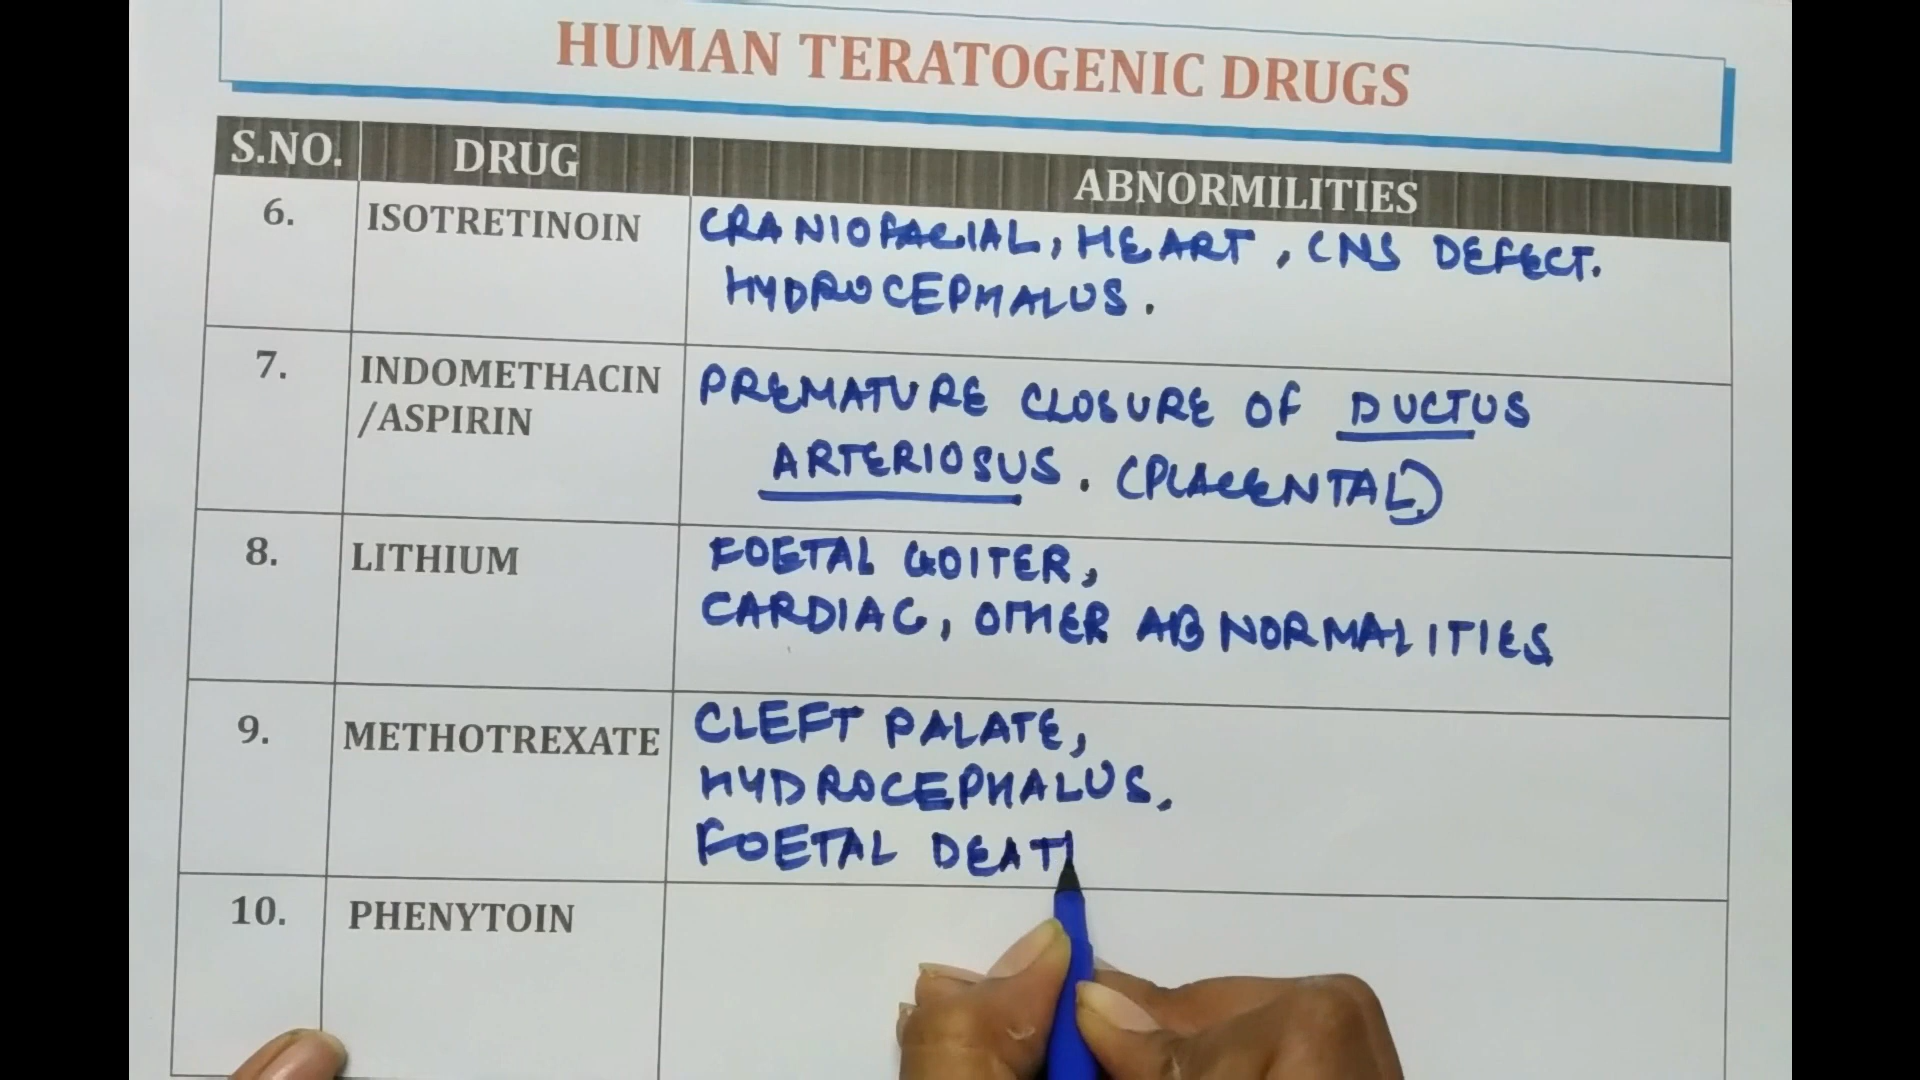 HUMAN TERATOGENIC DRUGS
S.NO. DRUG ABNORMILITIES
6. ISOTRETINOIN CRANIOFACIAL, HEART, CNS DEFECT.
HYDROCEPHALUS.
7. INDOMETHACIN PREMATURE CLOSURE OF DUCTUS
/ASPIRIN ARTERIOSUS. (PLACENTAL)
8. LITHIUM FOETAL GOITER,
CARDIAC, OTHER ABNORMALITIES
9. METHOTREXATE CLEFT PALATE,
HYDROCEPHALUS.
FOETAL DEAT
10. PHENYTOIN